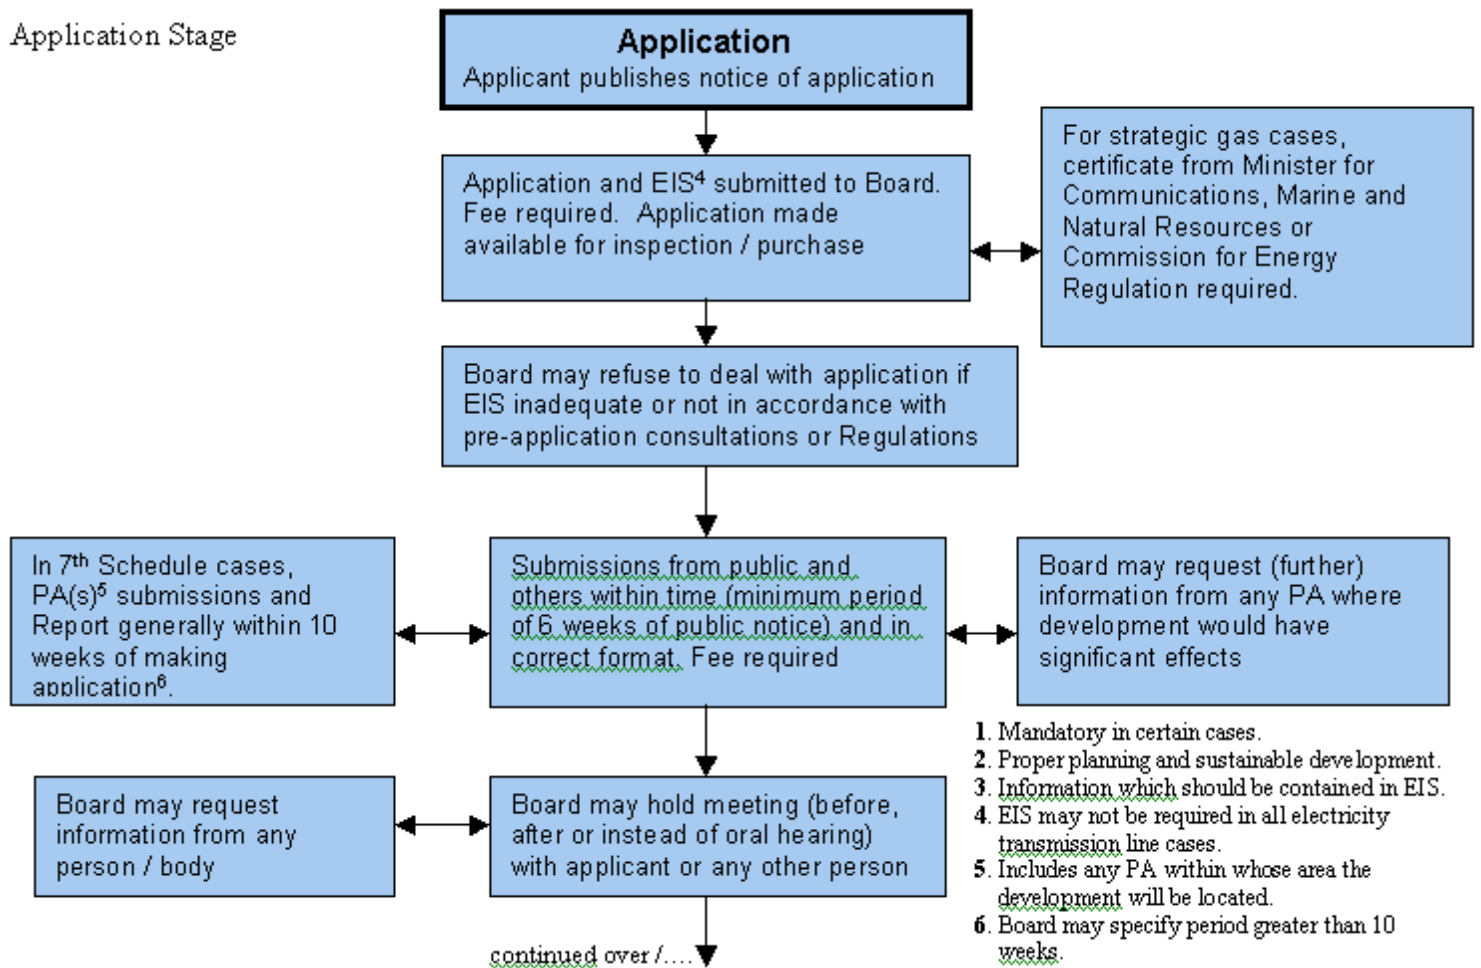 Application Stage
Application
Applicant publishes notice of application
Application and EIS⁴ submitted to Board.
Fee required.  Application made
available for inspection / purchase
For strategic gas cases,
certificate from Minister for
Communications, Marine and
Natural Resources or
Commission for Energy
Regulation required.
Board may refuse to deal with application if
EIS inadequate or not in accordance with
pre-application consultations or Regulations
In 7ᵗʰ Schedule cases,
PA(s)⁵ submissions and
Report generally within 10
weeks of making
application⁶.
Submissions from public and
others within time (minimum period
of 6 weeks of public notice) and in
correct format. Fee required
Board may request (further)
information from any PA where
development would have
significant effects
Board may request
information from any
person / body
Board may hold meeting (before,
after or instead of oral hearing)
with applicant or any other person
1. Mandatory in certain cases.
2. Proper planning and sustainable development.
3. Information which should be contained in EIS.
4. EIS may not be required in all electricity
transmission line cases.
5. Includes any PA within whose area the
development will be located.
6. Board may specify period greater than 10
weeks.
continued over /....